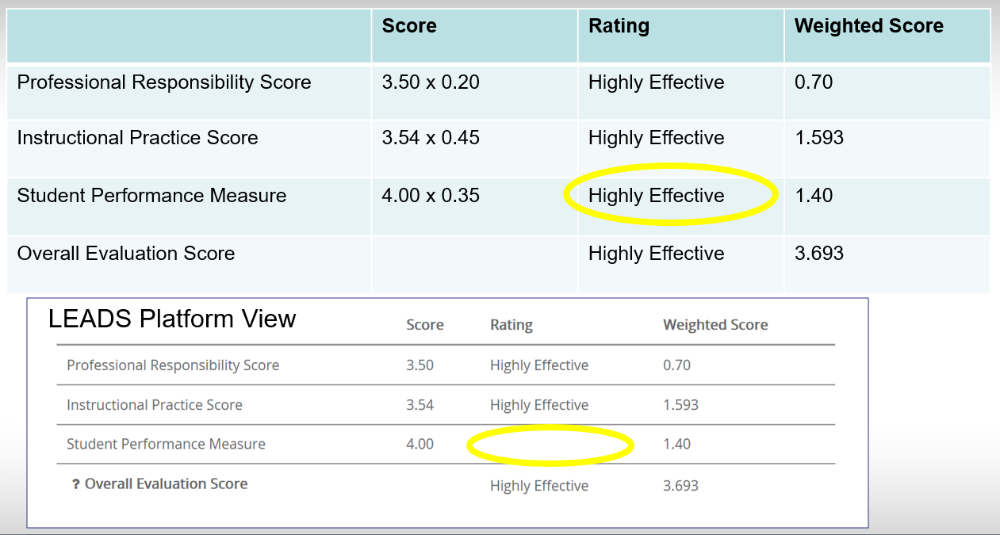 Score Rating Weighted Score
Professional Responsibility Score 3.50 x 0.20 Highly Effective 0.70
Instructional Practice Score 3.54 x 0.45 Highly Effective 1.593
Student Performance Measure 4.00 x 0.35 Highly Effective 1.40
Overall Evaluation Score Highly Effective 3.693
LEADS Platform View Score Rating Weighted Score
Professional Responsibility Score 3.50 Highly Effective 0.70
Instructional Practice Score 3.54 Highly Effective 1.593
Student Performance Measure 4.00 1.40
? Overall Evaluation Score Highly Effective 3.693